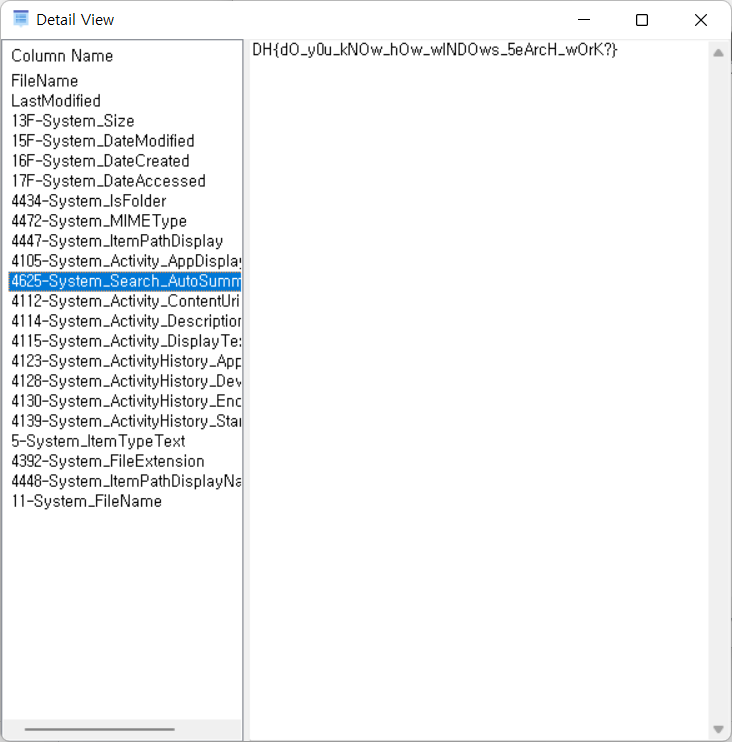 Detail View
Column Name
FileName
LastModified
13F-System_Size
15F-System_DateModified
16F-System_DateCreated
17F-System_DateAccessed
4434-System_IsFolder
4472-System_MIMEType
4447-System_ItemPathDisplay
4105-System_Activity_AppDisplay
4625-System_Search_AutoSumm
4112-System_Activity_ContentUri
4114-System_Activity_Description
4115-System_Activity_DisplayTe
4123-System_ActivityHistory_App
4128-System_ActivityHistory_Dev
4130-System_ActivityHistory_Enc
4139-System_ActivityHistory_Star
5-System_ItemTypeText
4392-System_FileExtension
4448-System_ItemPathDisplayNa
11-System_FileName
DH{dO_y0u_kNOw_hOw_wINDOws_5eArcH_wOrK?}